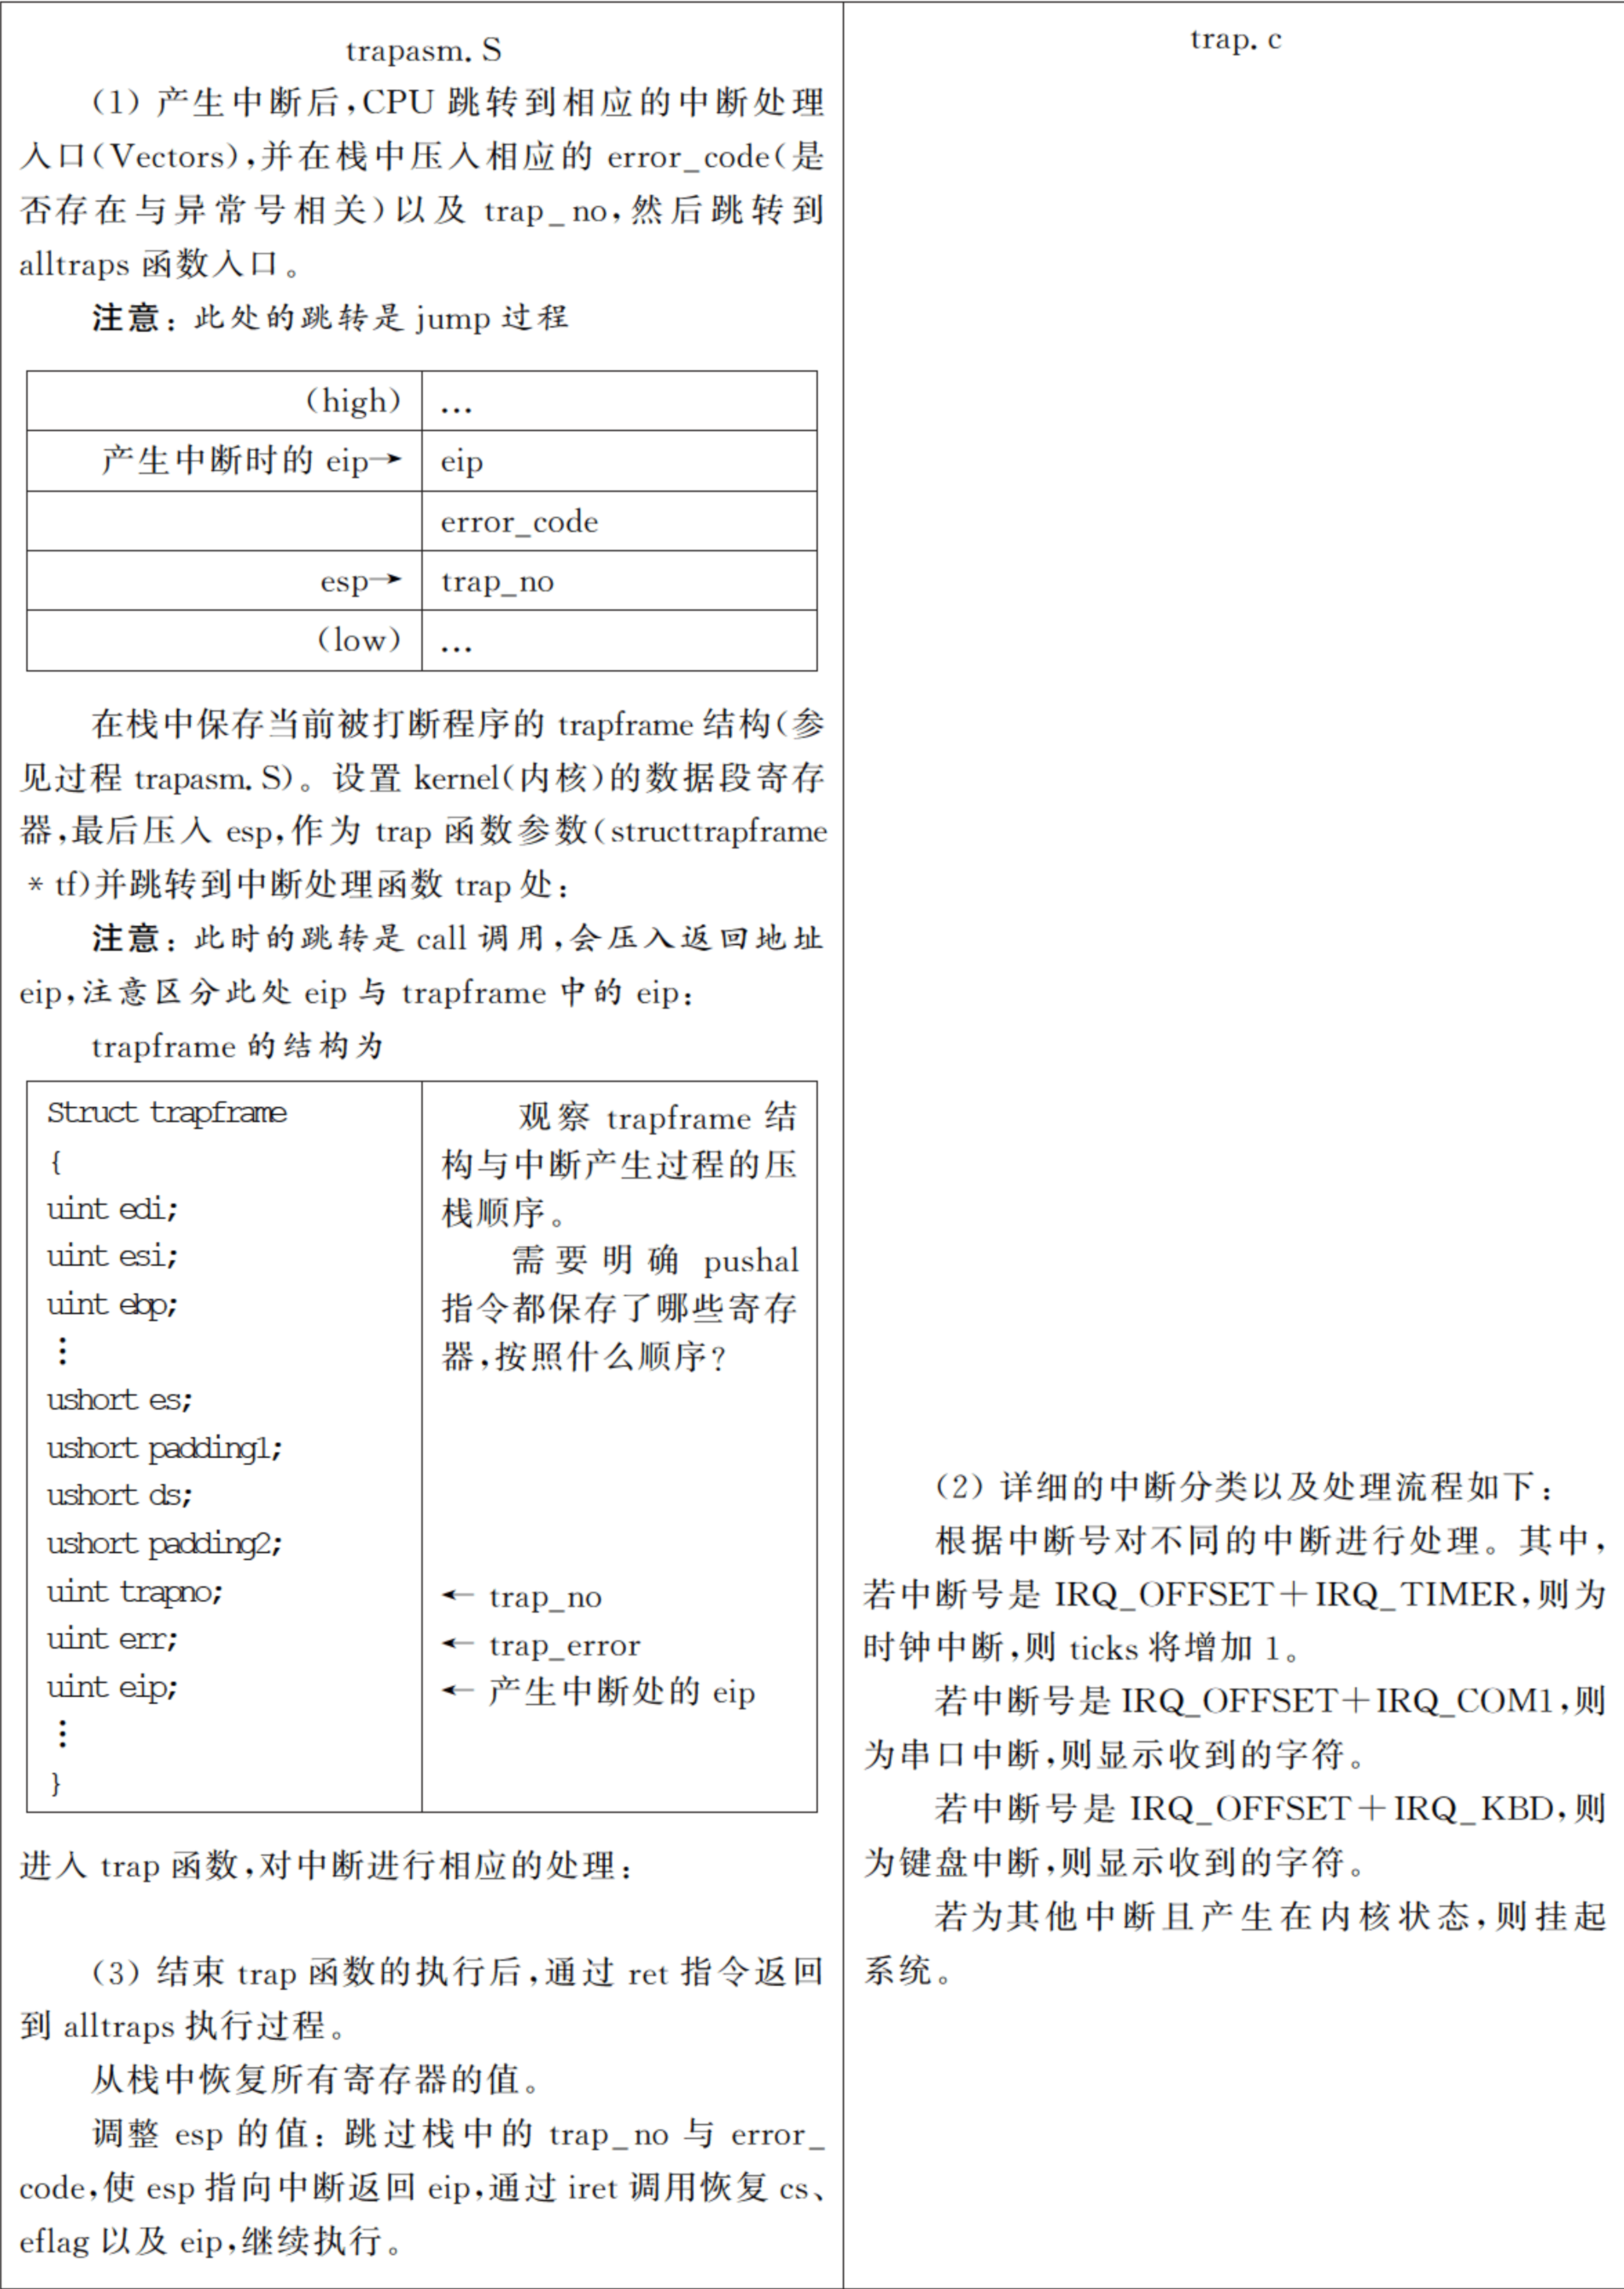 trapasm. S
(1) 产生中断后,CPU 跳转到相应的中断处理
入口(Vectors),并在栈中压入相应的 error_code(是
否存在与异常号相关)以及 trap_no,然后跳转到
alltraps 函数入口。
注意: 此处的跳转是 jump 过程
(high) …
产生中断时的 eip→ eip
error_code
esp→ trap_no
(low) …
在栈中保存当前被打断程序的 trapframe 结构(参
见过程 trapasm. S)。设置 kernel(内核)的数据段寄存
器,最后压入 esp,作为 trap 函数参数(structtrapframe
* tf)并跳转到中断处理函数 trap 处:
注意: 此时的跳转是 call 调用,会压入返回地址
eip,注意区分此处 eip 与 trapframe 中的 eip:
trapframe 的结构为
Struct trapframe
{
uint edi;
uint esi;
uint ebp;
⋮
ushort es;
ushort padding1;
ushort ds;
ushort padding2;
uint trapno;
uint err;
uint eip;
⋮
}
观察 trapframe 结
构与中断产生过程的压
栈顺序。
需要明确 pushal
指令都保存了哪些寄存
器,按照什么顺序?
← trap_no
← trap_error
← 产生中断处的 eip
进入 trap 函数,对中断进行相应的处理:
(3) 结束 trap 函数的执行后,通过 ret 指令返回
到 alltraps 执行过程。
从栈中恢复所有寄存器的值。
调整 esp 的值: 跳过栈中的 trap_no 与 error_
code,使 esp 指向中断返回 eip,通过 iret 调用恢复 cs、
eflag 以及 eip,继续执行。
trap. c
(2) 详细的中断分类以及处理流程如下:
根据中断号对不同的中断进行处理。其中,
若中断号是 IRQ_OFFSET+IRQ_TIMER,则为
时钟中断,则 ticks 将增加 1。
若中断号是 IRQ_OFFSET+IRQ_COM1,则
为串口中断,则显示收到的字符。
若中断号是 IRQ_OFFSET+IRQ_KBD,则
为键盘中断,则显示收到的字符。
若为其他中断且产生在内核状态,则挂起
系统。